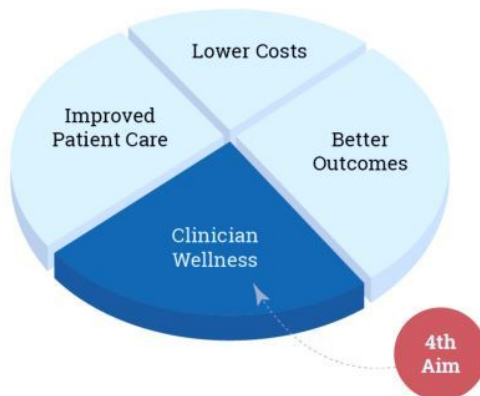 Lower Costs
Improved
Patient Care
Better
Outcomes
Clinician
Wellness
4th
Aim